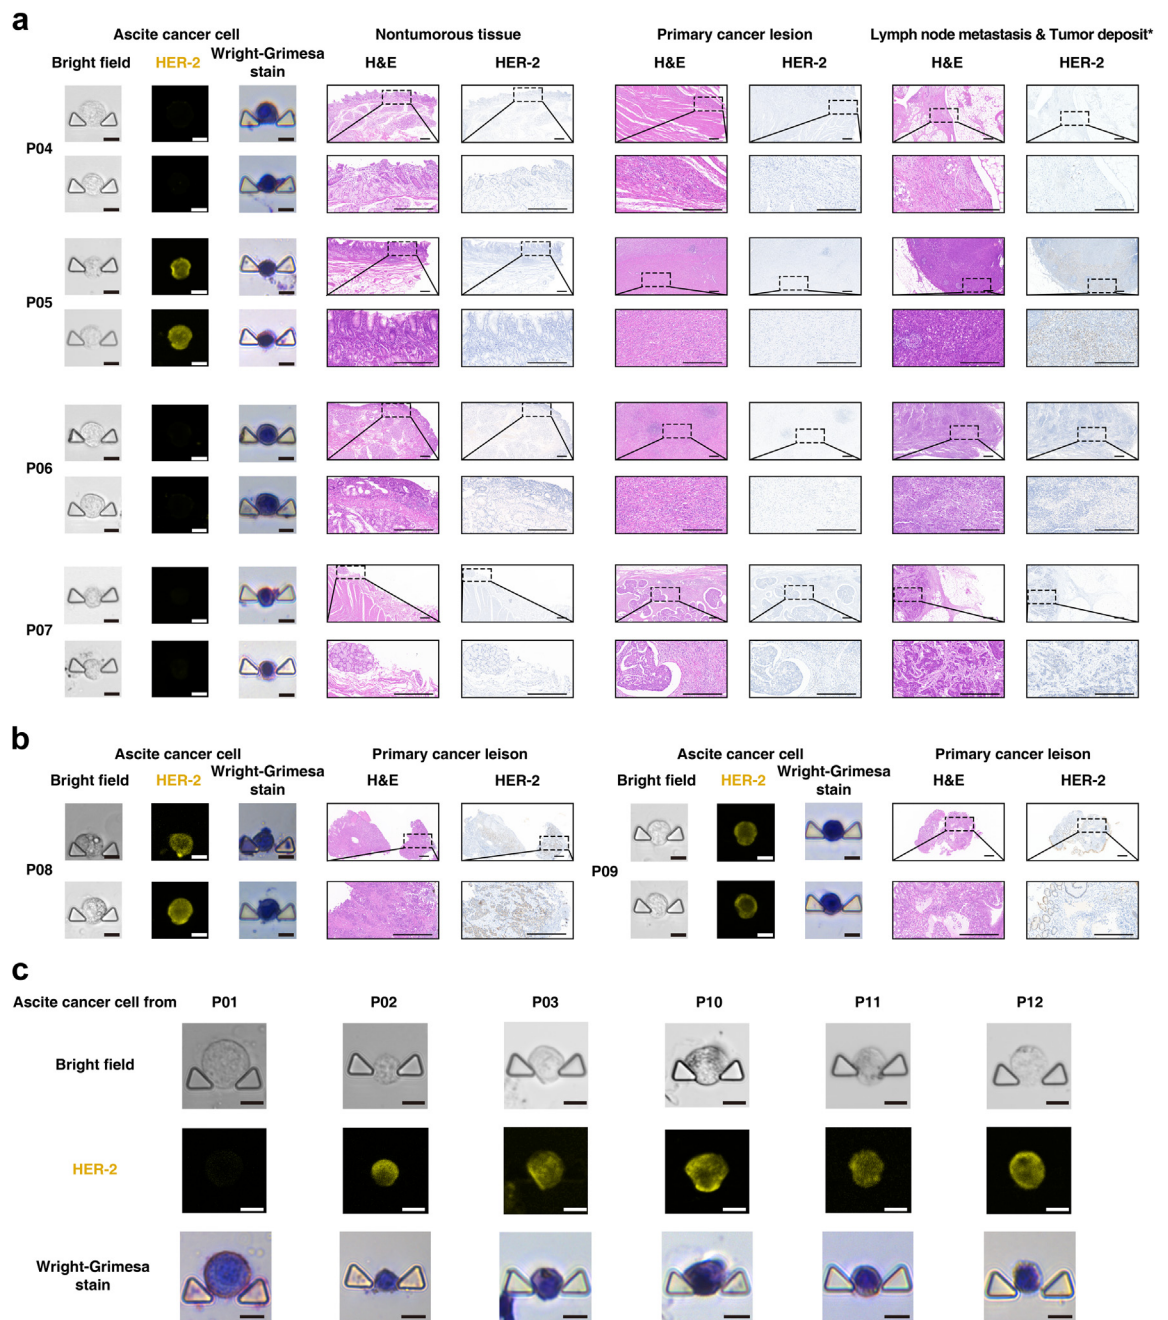 a
Ascite cancer cell
Nontumorous tissue
Primary cancer lesion
Lymph node metastasis & Tumor deposit*
Bright field
HER-2
Wright-Grimesa
stain
H&E
HER-2
H&E
HER-2
H&E
HER-2
P04
P05
P06
P07
b
Ascite cancer cell
Primary cancer leison
Ascite cancer cell
Primary cancer leison
Bright field
HER-2
Wright-Grimesa
stain
H&E
HER-2
Bright field
HER-2
Wright-Grimesa
stain
H&E
HER-2
P08
P09
c
Ascite cancer cell from
P01
P02
P03
P10
P11
P12
Bright field
HER-2
Wright-Grimesa
stain